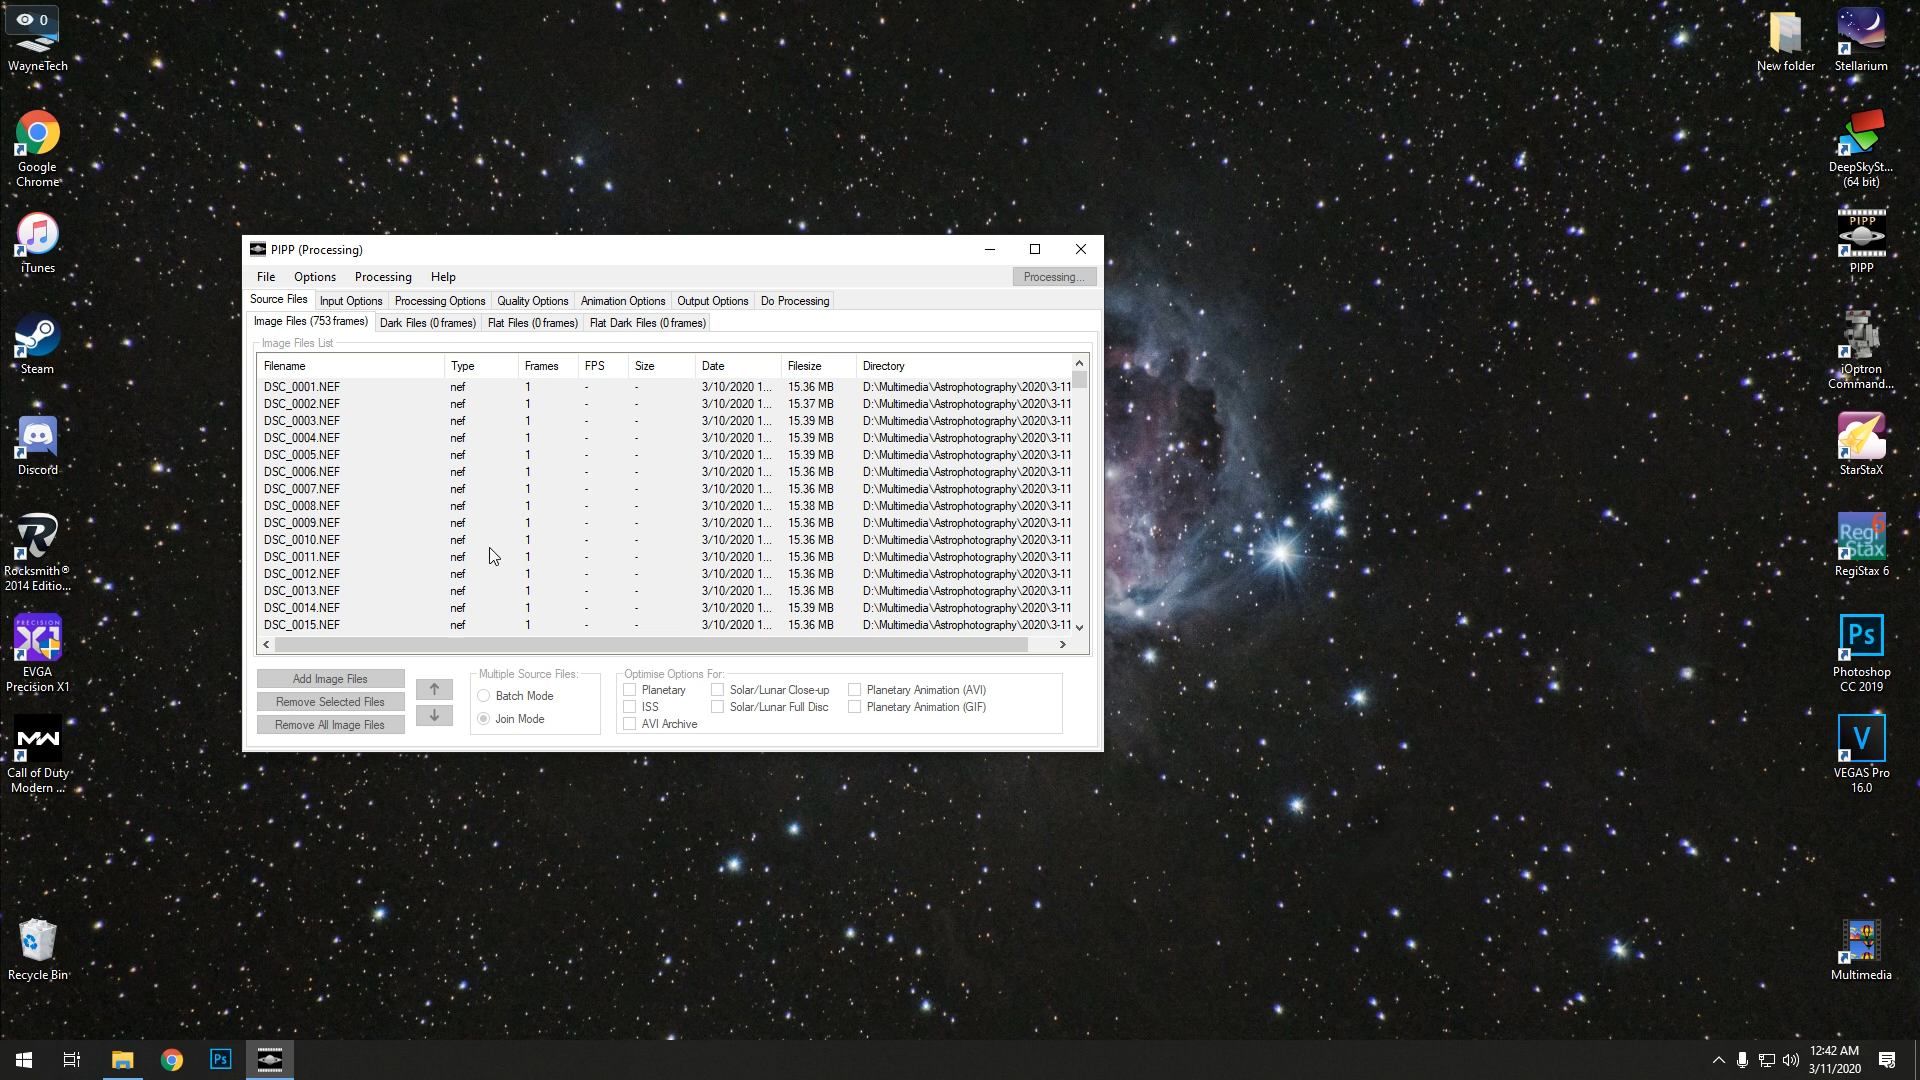 0
WayneTech
Google
Chrome
iTunes
Steam
Discord
Rocksmith®
2014 Editio...
PRECISION
X1
EVGA
Precision X1
MW
Call of Duty
Modern ...
Recycle Bin
PIPP (Processing)
File Options Processing Help Processing...
Source Files Input Options Processing Options Quality Options Animation Options Output Options Do Processing
Image Files (753 frames) Dark Files (0 frames) Flat Files (0 frames) Flat Dark Files (0 frames)
Image Files List
Filename Type Frames FPS Size Date Filesize Directory
DSC_0001.NEF nef 1 - - 3/10/2020 1... 15.36 MB D:\Multimedia\Astrophotography\2020\3-11
DSC_0002.NEF nef 1 - - 3/10/2020 1... 15.37 MB D:\Multimedia\Astrophotography\2020\3-11
DSC_0003.NEF nef 1 - - 3/10/2020 1... 15.39 MB D:\Multimedia\Astrophotography\2020\3-11
DSC_0004.NEF nef 1 - - 3/10/2020 1... 15.39 MB D:\Multimedia\Astrophotography\2020\3-11
DSC_0005.NEF nef 1 - - 3/10/2020 1... 15.39 MB D:\Multimedia\Astrophotography\2020\3-11
DSC_0006.NEF nef 1 - - 3/10/2020 1... 15.36 MB D:\Multimedia\Astrophotography\2020\3-11
DSC_0007.NEF nef 1 - - 3/10/2020 1... 15.36 MB D:\Multimedia\Astrophotography\2020\3-11
DSC_0008.NEF nef 1 - - 3/10/2020 1... 15.38 MB D:\Multimedia\Astrophotography\2020\3-11
DSC_0009.NEF nef 1 - - 3/10/2020 1... 15.36 MB D:\Multimedia\Astrophotography\2020\3-11
DSC_0010.NEF nef 1 - - 3/10/2020 1... 15.36 MB D:\Multimedia\Astrophotography\2020\3-11
DSC_0011.NEF nef 1 - - 3/10/2020 1... 15.36 MB D:\Multimedia\Astrophotography\2020\3-11
DSC_0012.NEF nef 1 - - 3/10/2020 1... 15.36 MB D:\Multimedia\Astrophotography\2020\3-11
DSC_0013.NEF nef 1 - - 3/10/2020 1... 15.36 MB D:\Multimedia\Astrophotography\2020\3-11
DSC_0014.NEF nef 1 - - 3/10/2020 1... 15.39 MB D:\Multimedia\Astrophotography\2020\3-11
DSC_0015.NEF nef 1 - - 3/10/2020 1... 15.36 MB D:\Multimedia\Astrophotography\2020\3-11
Add Image Files
Remove Selected Files
Remove All Image Files
Multiple Source Files:
Batch Mode
Join Mode
Optimise Options For:
Planetary Solar/Lunar Close-up Planetary Animation (AVI)
ISS Solar/Lunar Full Disc Planetary Animation (GIF)
AVI Archive
New folder
Stellarium
DeepSkySt...
(64 bit)
PIPP
PIPP
iOptron
Command...
StarStaX
Regi
Stax
6
RegiStax 6
Ps
Photoshop
CC 2019
V
VEGAS Pro
16.0
Multimedia
Ps
12:42 AM
3/11/2020